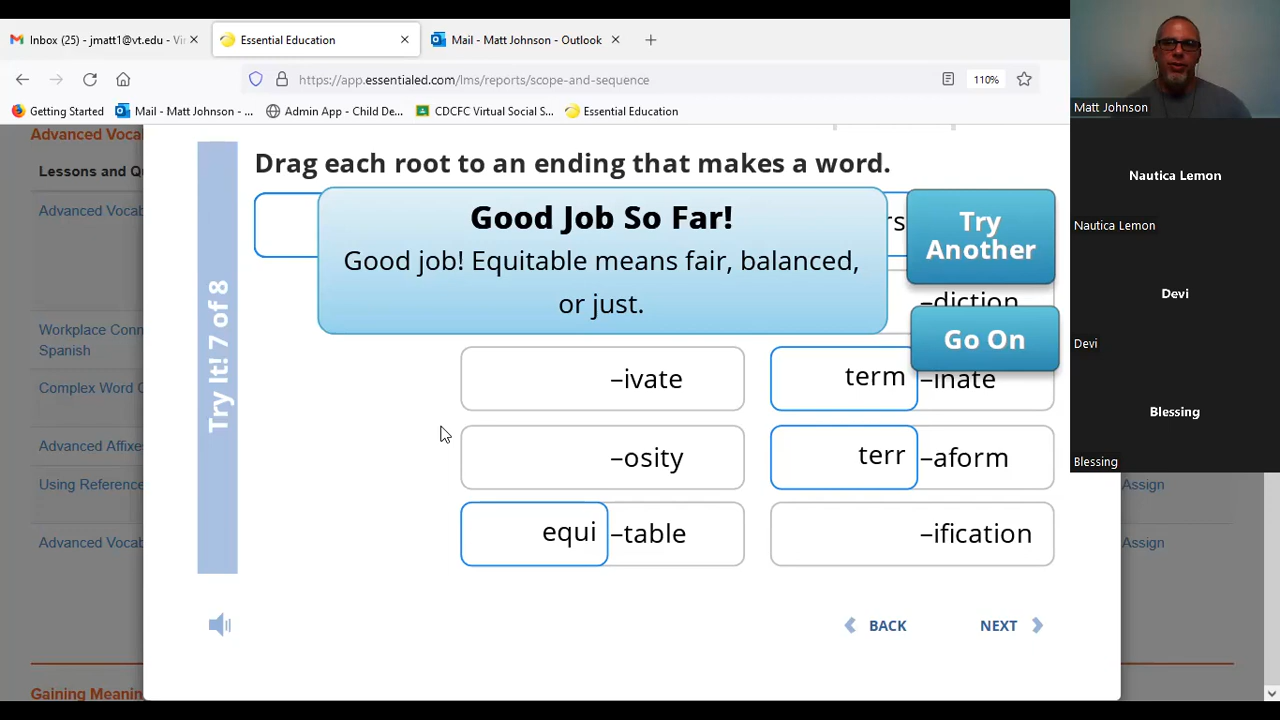 Inbox (25) - jmatt1@vt.edu - Vi
Essential Education
Mail - Matt Johnson - Outlook
https://app.essentialed.com/lms/reports/scope-and-sequence
110%
Getting Started
Mail - Matt Johnson - ...
Admin App - Child De...
CDCFC Virtual Social S...
Essential Education
Matt Johnson
Nautica Lemon
Nautica Lemon
Devi
Devi
Blessing
Blessing
Advanced Voca
Lessons and Qu
Advanced Vocab
Workplace Conn
Spanish
Complex Word C
Advanced Affixes
Using Reference
Advanced Vocab
Gaining Meanin
Assign
Assign
Try It! 7 of 8
Drag each root to an ending that makes a word.
Good Job So Far!
Good job! Equitable means fair, balanced,
or just.
rs
Try
Another
–diction
Go On
–ivate
term –inate
–osity
terr –aform
equi –table
–ification
BACK
NEXT